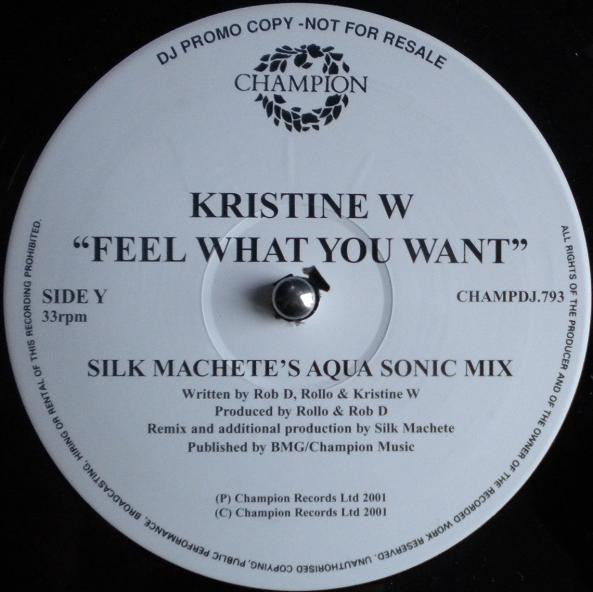 DJ PROMO COPY -NOT FOR RESALE
CHAMPION
KRISTINE W
“FEEL WHAT YOU WANT”
SIDE Y
33rpm
CHAMPDJ.793
SILK MACHETE’S AQUA SONIC MIX
Written by Rob D, Rollo & Kristine W
Produced by Rollo & Rob D
Remix and additional production by Silk Machete
Published by BMG/Champion Music
(P) Champion Records Ltd 2001
(C) Champion Records Ltd 2001
ALL RIGHTS OF THE PRODUCER AND OF THE OWNER OF THE RECORDED WORK RESERVED. UNAUTHORISED COPYING, PUBLIC PERFORMANCE, BROADCASTING, HIRING OR RENTAL OF THIS RECORDING PROHIBITED.